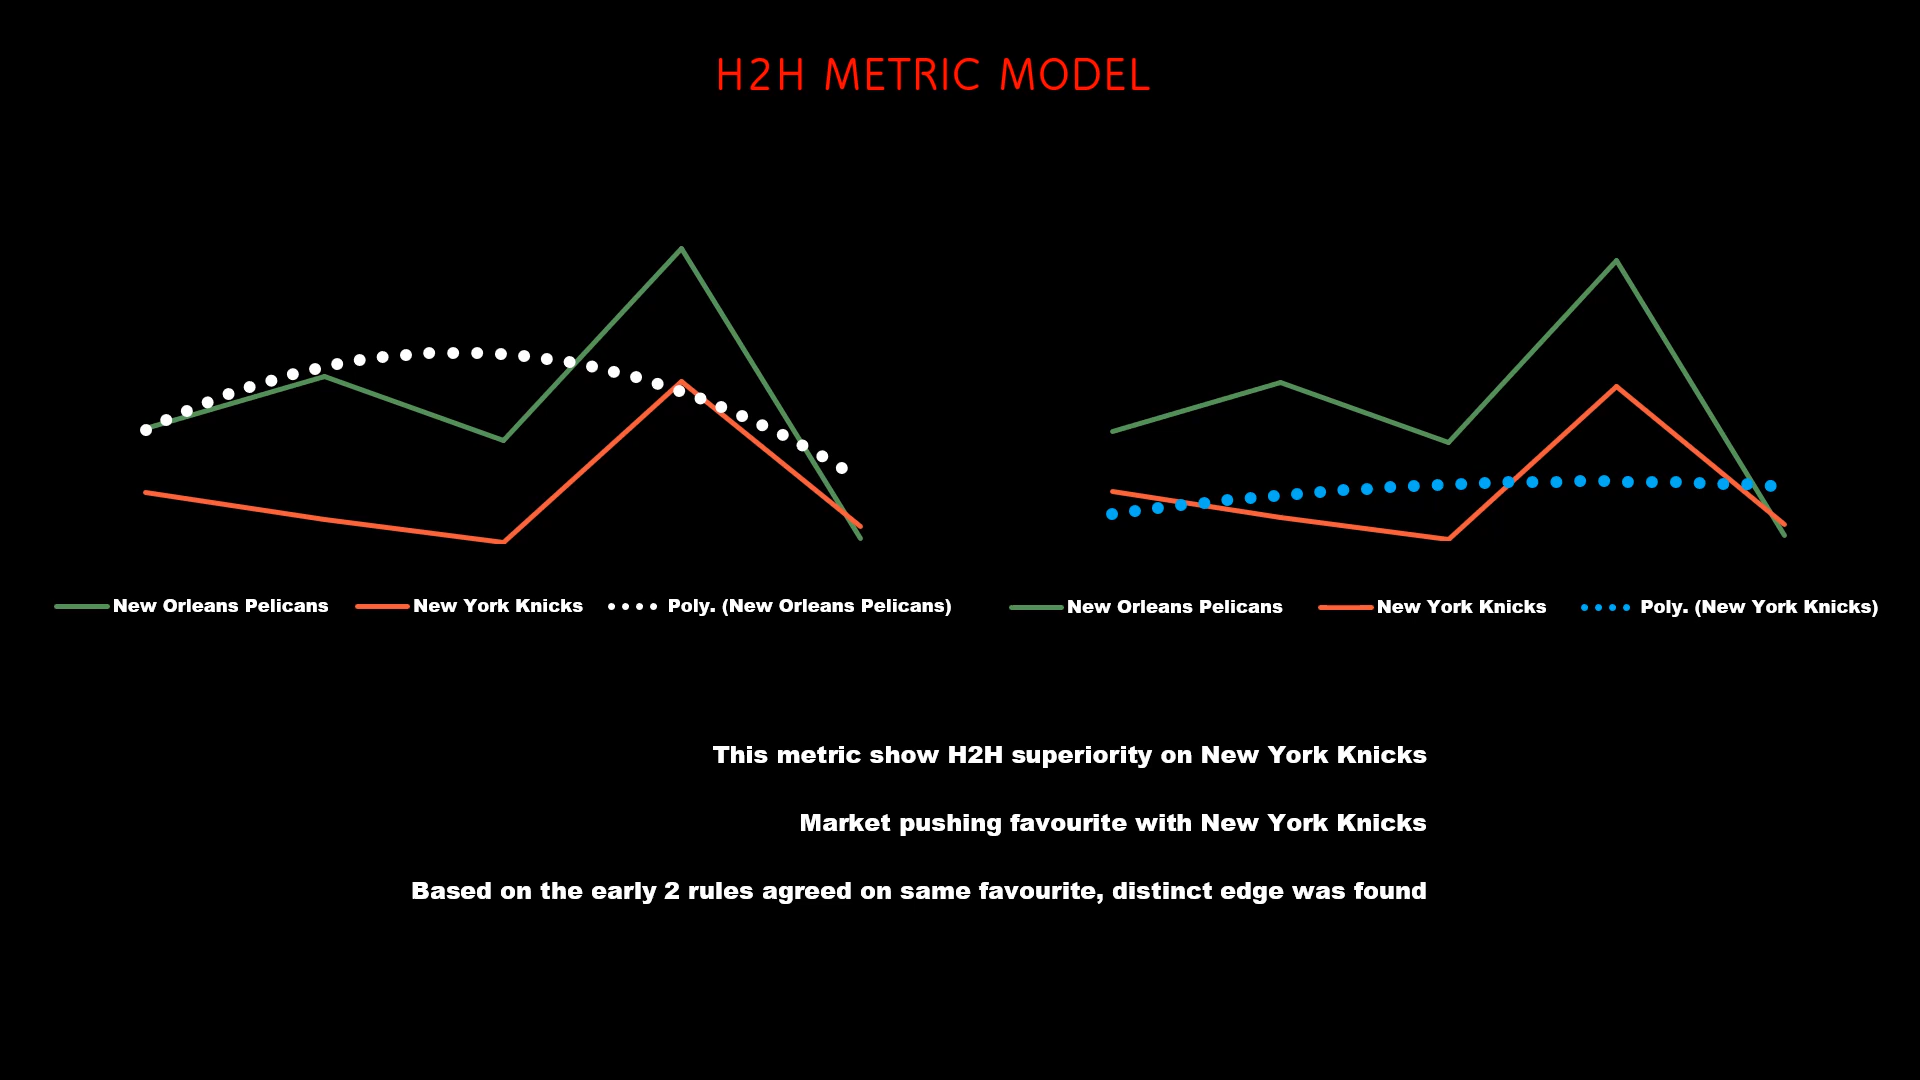 H2H METRIC MODEL
New Orleans Pelicans New York Knicks Poly. (New Orleans Pelicans)
New Orleans Pelicans New York Knicks Poly. (New York Knicks)
This metric show H2H superiority on New York Knicks
Market pushing favourite with New York Knicks
Based on the early 2 rules agreed on same favourite, distinct edge was found